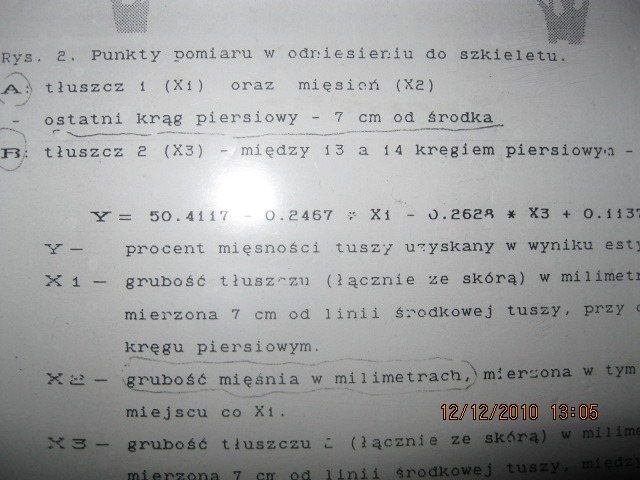 Rys. 2. Punkty pomiaru w odniesieniu do szkieletu.
A: tłuszcz 1 (X1) oraz mięsień (X2)
- ostatni krąg piersiowy - 7 cm od środka
B: tłuszcz 2 (X3) - między 13 a 14 kręgiem piersiowym -
Y = 50.4117 - 0.2467 * X1 - 0.2628 * X3 + 0.1137
Y - procent mięsności tuszy uzyskany w wyniku esty
X1 - grubość tłuszczu (łącznie ze skórą) w milimetr
mierzona 7 cm od linii środkowej tuszy, przy
kręgu piersiowym.
X2 - grubość mięśnia w milimetrach, mierzona w tym
miejscu co X1.
12/12/2010 13:05
X3 - grubość tłuszczu 2 (łącznie ze skórą) w milime
mierzona 7 cm od linii środkowej tuszy, między